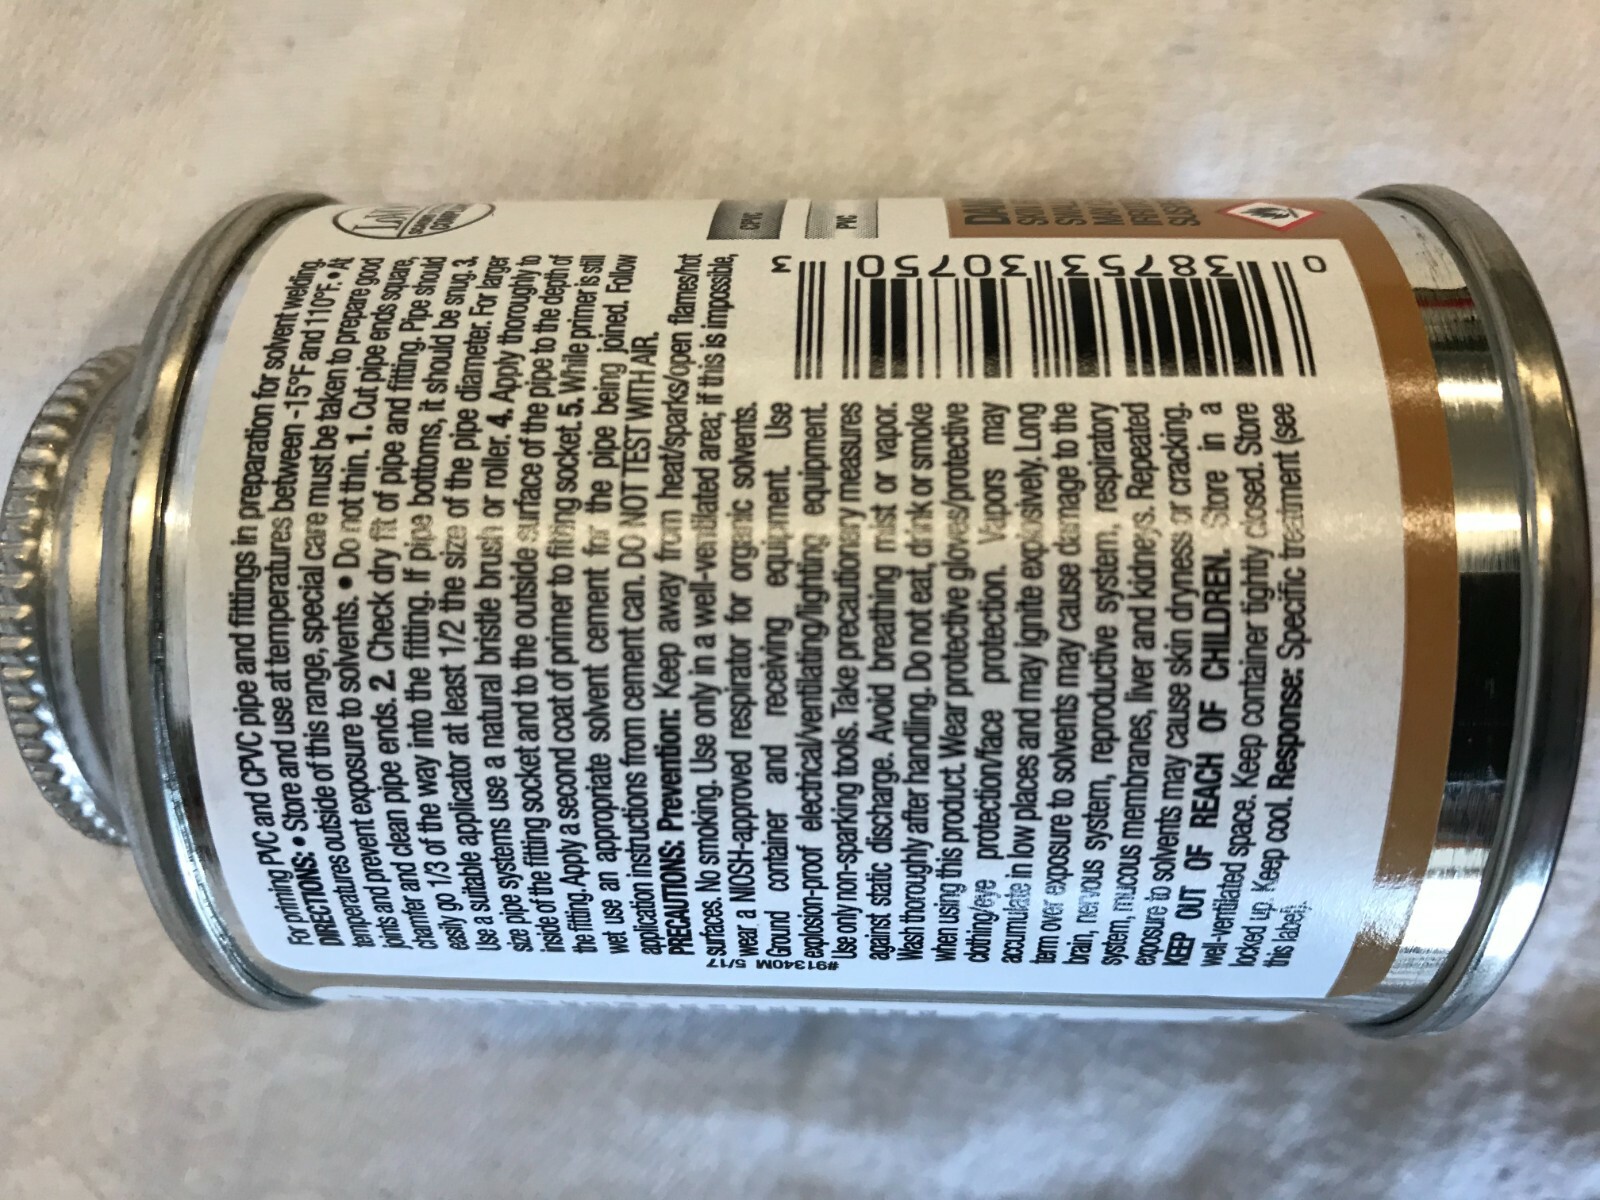 For priming PVC and CPVC pipe and fittings in preparation for solvent welding.
DIRECTIONS: • Store and use at temperatures between -15°F and 110°F. • At
temperatures outside of this range, special care must be taken to prepare good
joints and prevent exposure to solvents. • Do not thin. 1. Cut pipe ends square,
chamfer and clean pipe ends. 2. Check dry fit of pipe and fitting. Pipe should
easily go 1/3 of the way into the fitting. If pipe bottoms, it should be snug. 3.
Use a suitable applicator at least 1/2 the size of the pipe diameter. For larger
size pipe systems use a natural bristle brush or roller. 4. Apply thoroughly to
inside of the fitting socket and to the outside surface of the pipe to the depth of
the fitting. Apply a second coat of primer to fitting socket. 5. While primer is still
wet use an appropriate solvent cement for the pipe being joined. Follow
application instructions from cement can. DO NOT TEST WITH AIR.
PRECAUTIONS: Prevention: Keep away from heat/sparks/open flames/hot
surfaces. No smoking. Use only in a well-ventilated area; if this is impossible,
wear a NIOSH-approved respirator for organic solvents.
Ground container and receiving equipment. Use
explosion-proof electrical/ventilating/lighting equipment.
Use only non-sparking tools. Take precautionary measures
against static discharge. Avoid breathing mist or vapor.
Wash thoroughly after handling. Do not eat, drink or smoke
when using this product. Wear protective gloves/protective
clothing/eye protection/face protection. Vapors may
accumulate in low places and may ignite explosively. Long
term over exposure to solvents may cause damage to the
brain, nervous system, reproductive system, respiratory
system, mucous membranes, liver and kidneys. Repeated
exposure to solvents may cause skin dryness or cracking.
KEEP OUT OF REACH OF CHILDREN. Store in a
well-ventilated space. Keep container tightly closed. Store
locked up. Keep cool. Response: Specific treatment (see
this label).
#91340M 5/17
CPVC
PVC
0 38753 30750 3